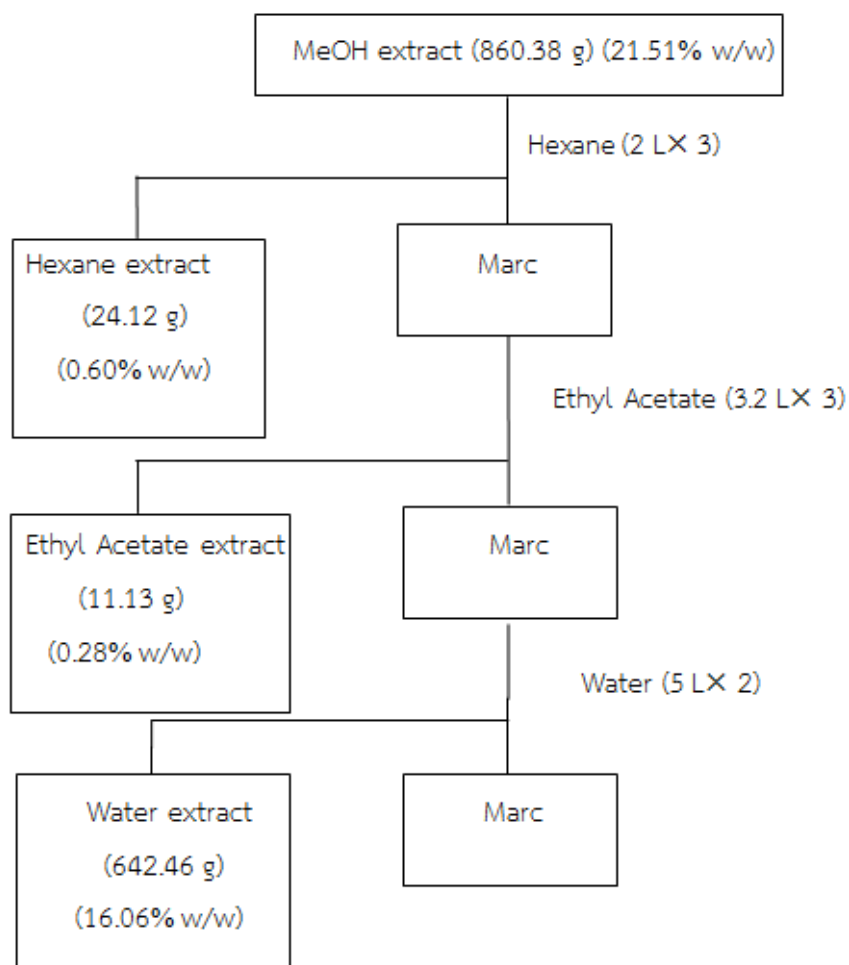 MeOH extract (860.38 g) (21.51% w/w)
Hexane (2 L× 3)
Hexane extract
(24.12 g)
(0.60% w/w)
Marc
Ethyl Acetate (3.2 L× 3)
Ethyl Acetate extract
(11.13 g)
(0.28% w/w)
Marc
Water (5 L× 2)
Water extract
(642.46 g)
(16.06% w/w)
Marc